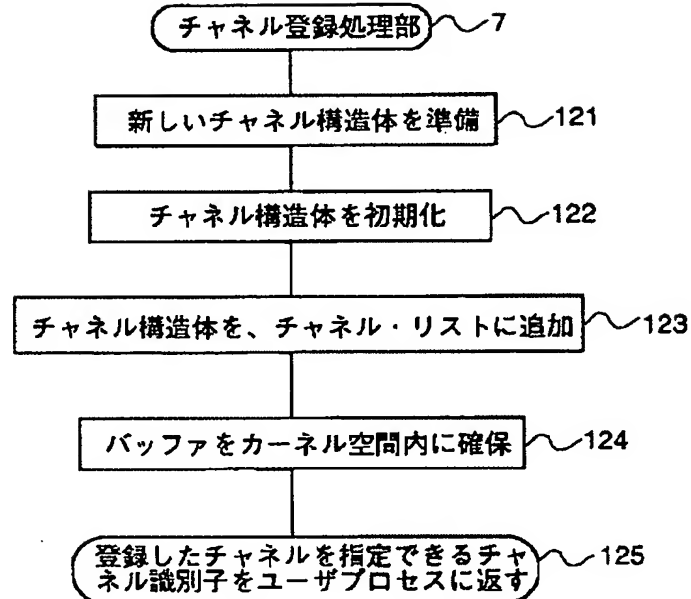 チャネル登録処理部 7
新しいチャネル構造体を準備 121
チャネル構造体を初期化 122
チャネル構造体を、チャネル・リストに追加 123
バッファをカーネル空間内に確保 124
登録したチャネルを指定できるチャ 125
ネル識別子をユーザプロセスに返す